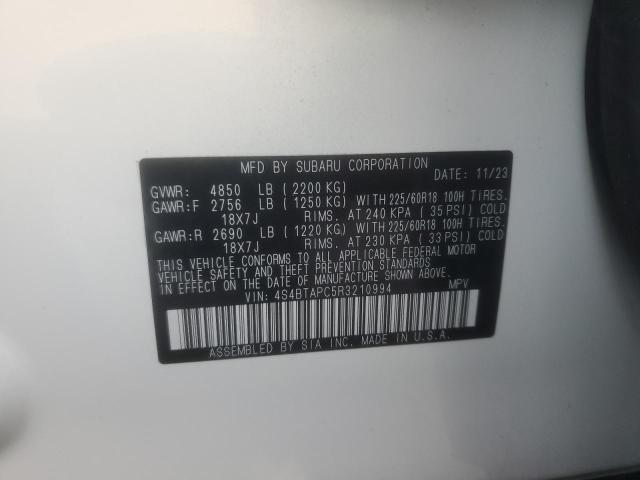 MFD BY SUBARU CORPORATION
DATE: 11/23
GVWR: 4850 LB (2200 KG)
GAWR:F 2756 LB (1250 KG) WITH 225/60R18 100H TIRES.
18X7J RIMS. AT 240 KPA (35 PSI) COLD
GAWR:R 2690 LB (1220 KG) WITH 225/60R18 100H TIRES.
18X7J RIMS. AT 230 KPA (33 PSI) COLD
THIS VEHICLE CONFORMS TO ALL APPLICABLE FEDERAL MOTOR
VEHICLE SAFETY AND THEFT PREVENTION STANDARDS
IN EFFECT ON THE DATE OF MANUFACTURE SHOWN ABOVE.
VIN: 4S4BTAPC5R3210994 MPV
ASSEMBLED BY SIA INC. MADE IN U.S.A.